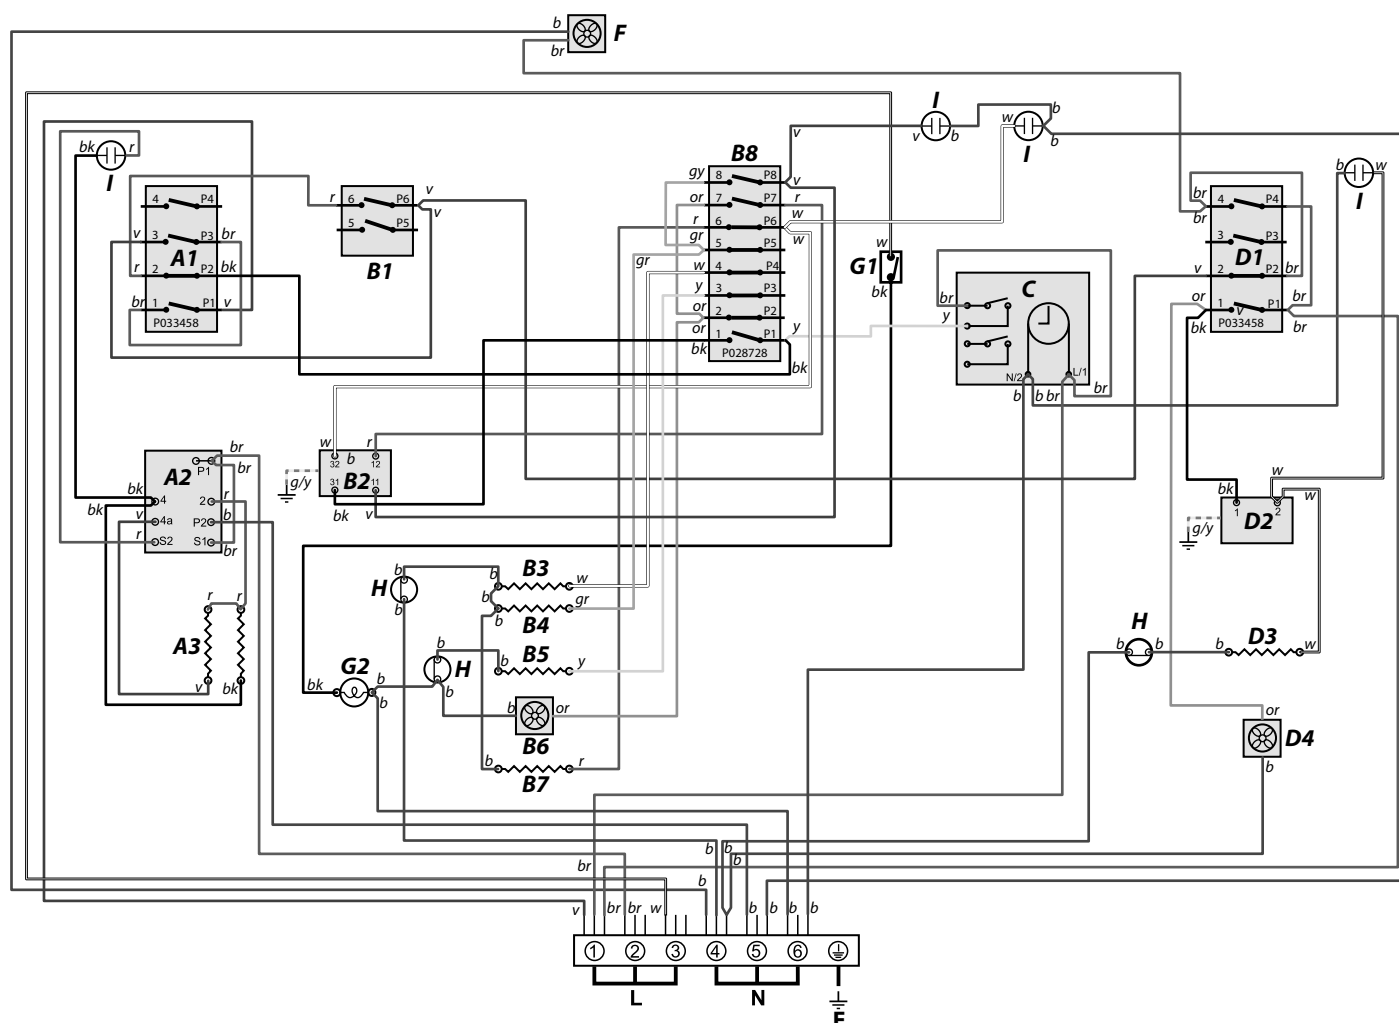 b
br
F
I
w
b
v
b
b
I
bk
r
I
b
w
I
B8
v
4
P4
v
3
P3
br
A1
r
2
P2
bk
br
1
P1
v
P033458
r
6
P6
v
v
5
P5
B1
gy
8
P8
v
or
7
P7
r
r
6
P6
w
w
gr
5
P5
gr
w
4
P4
y
3
P3
or
2
P2
or
1
P1
y
bk
bk
P028728
w
G1
bk
C
br
y
N/2
L/1
b
b
br
br
br
br
4
P4
3
P3
D1
v
2
P2
br
or
1
v
P1
br
bk
br
P033458
A2
P1
br
br
bk
4
2
r
bk
v
4a
P2
b
r
S2
S1
br
w
b
r
32
12
B2
31
11
g/y
bk
v
w
w
bk
1
2
D2
g/y
r
r
A3
v
bk
H
b
b
b
b
b
B3
w
gr
B4
b
H
b
b
B5
y
G2
bk
b
b
b
or
B6
b
r
B7
H
b
b
b
D3
w
or
D4
b
b
b
b
br
b
v
br
br
w
b
b
b
b
1
2
3
4
5
6
L
N
E